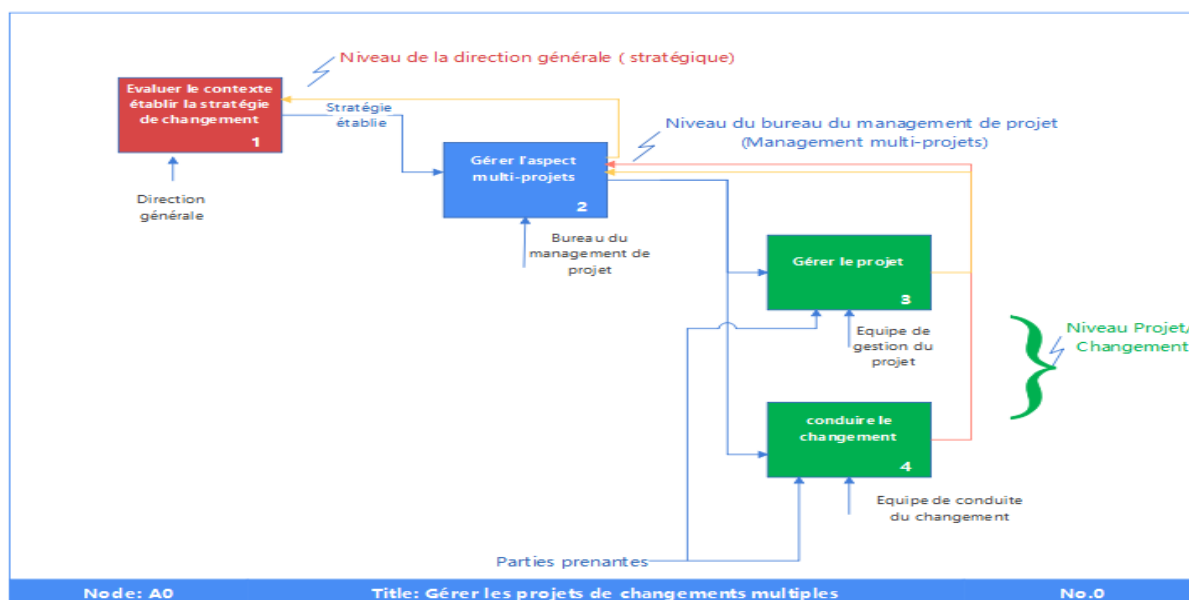 Niveau de la direction générale ( stratégique)
Evaluer le contexte
établir la stratégie
de changement
1
Stratégie
établie
Direction
générale
Niveau du bureau du management de projet
(Management multi-projets)
Gérer l'aspect
multi-projets
2
Bureau du
management de
projet
Gérer le projet
3
Equipe de
gestion du
projet
Niveau Projet/
Changement
conduire le
changement
4
Equipe de conduite
du changement
Parties prenantes
Node: A0
Title: Gérer les projets de changements multiples
No.0